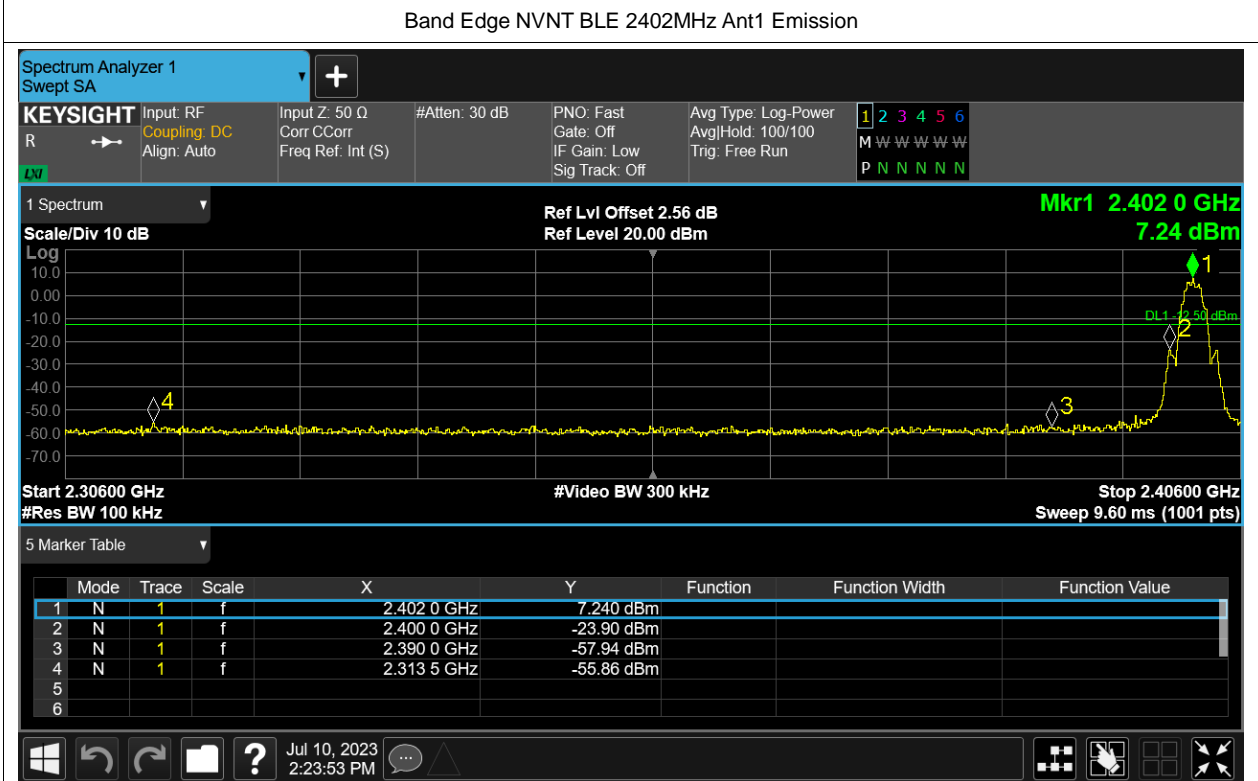 Band Edge NVNT BLE 2402MHz Ant1 Emission
Spectrum Analyzer 1
Swept SA
+
KEYSIGHT
R
LXI
Input: RF
Coupling: DC
Align: Auto
Input Z: 50 Ω
Corr CCorr
Freq Ref: Int (S)
#Atten: 30 dB
PNO: Fast
Gate: Off
IF Gain: Low
Sig Track: Off
Avg Type: Log-Power
Avg|Hold: 100/100
Trig: Free Run
1 2 3 4 5 6
M W W W W W
P N N N N N
1 Spectrum
Scale/Div 10 dB
Ref Lvl Offset 2.56 dB
Ref Level 20.00 dBm
Mkr1 2.402 0 GHz
7.24 dBm
Log
10.0
0.00
-10.0
-20.0
-30.0
-40.0
-50.0
-60.0
-70.0
1
DL1 -12.50 dBm
2
3
4
Start 2.30600 GHz
#Res BW 100 kHz
#Video BW 300 kHz
Stop 2.40600 GHz
Sweep 9.60 ms (1001 pts)
5 Marker Table
Mode Trace Scale X Y Function Function Width Function Value
1 N 1 f 2.402 0 GHz 7.240 dBm
2 N 1 f 2.400 0 GHz -23.90 dBm
3 N 1 f 2.390 0 GHz -57.94 dBm
4 N 1 f 2.313 5 GHz -55.86 dBm
5
6
?
Jul 10, 2023
2:23:53 PM